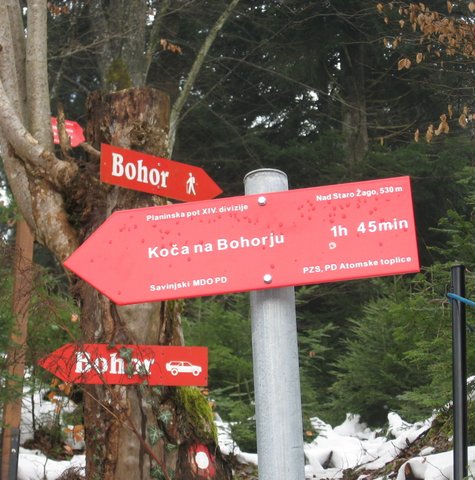 Bohor
Planinska pot XIV. divizije
Nad Staro Žago, 530 m
Koča na Bohorju
1h 45min
Savinjski MDO PD
PZS, PD Atomske toplice
Bohor